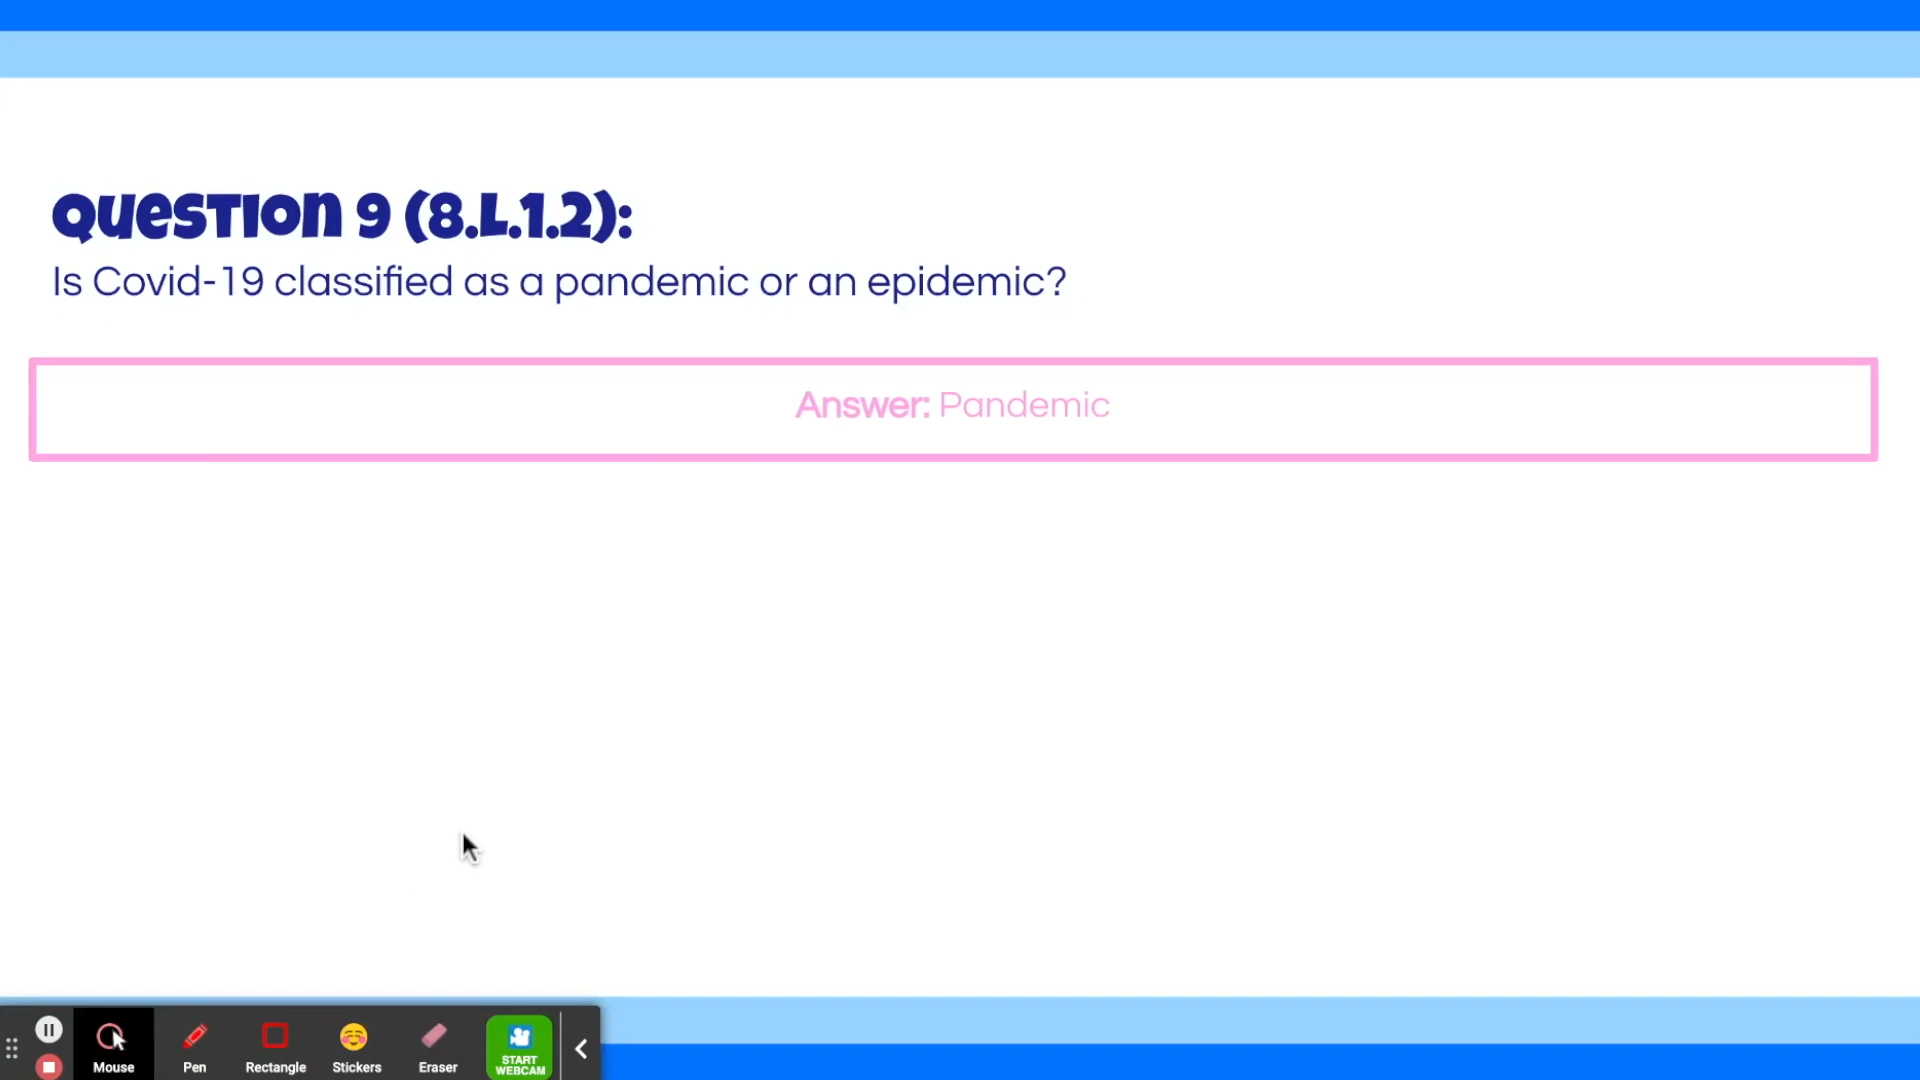 Question 9 (8.L.1.2):
Is Covid-19 classified as a pandemic or an epidemic?
Answer: Pandemic
Mouse
Pen
Rectangle
Stickers
Eraser
START
WEBCAM